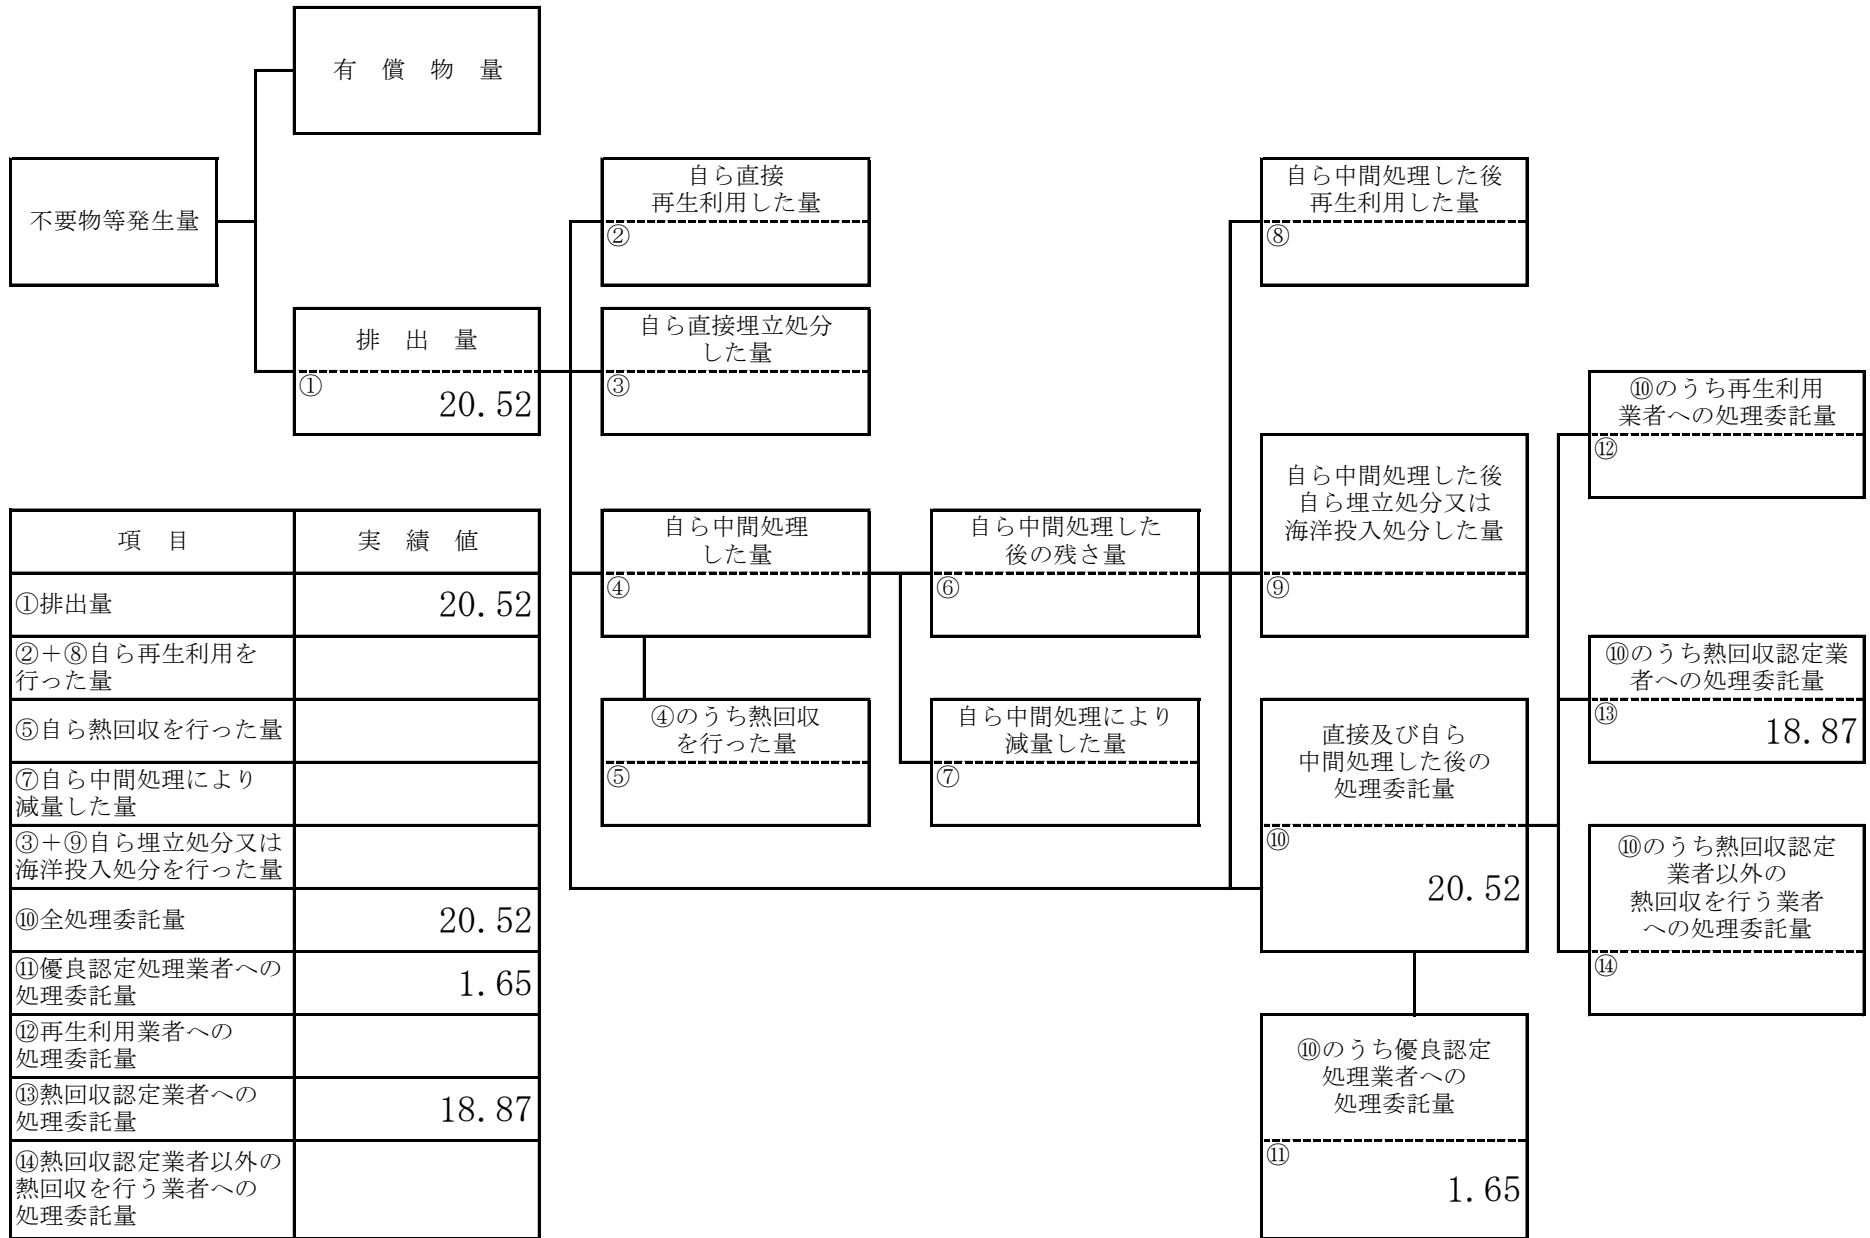 有 償 物 量
不要物等発生量
排 出 量
①
20.52
自ら直接
再生利用した量
②
自ら直接埋立処分
した量
③
自ら中間処理
した量
④
④のうち熱回収
を行った量
⑤
自ら中間処理した
後の残さ量
⑥
自ら中間処理により
減量した量
⑦
自ら中間処理した後
再生利用した量
⑧
自ら中間処理した後
自ら埋立処分又は
海洋投入処分した量
⑨
直接及び自ら
中間処理した後の
処理委託量
⑩
20.52
⑩のうち優良認定
処理業者への
処理委託量
⑪
1.65
⑩のうち再生利用
業者への処理委託量
⑫
⑩のうち熱回収認定業
者への処理委託量
⑬
18.87
⑩のうち熱回収認定
業者以外の
熱回収を行う業者
への処理委託量
⑭
項 目 実 績 値
①排出量 20.52
②＋⑧自ら再生利用を
行った量
⑤自ら熱回収を行った量
⑦自ら中間処理により
減量した量
③＋⑨自ら埋立処分又は
海洋投入処分を行った量
⑩全処理委託量 20.52
⑪優良認定処理業者への
処理委託量 1.65
⑫再生利用業者への
処理委託量
⑬熱回収認定業者への
処理委託量 18.87
⑭熱回収認定業者以外の
熱回収を行う業者への
処理委託量